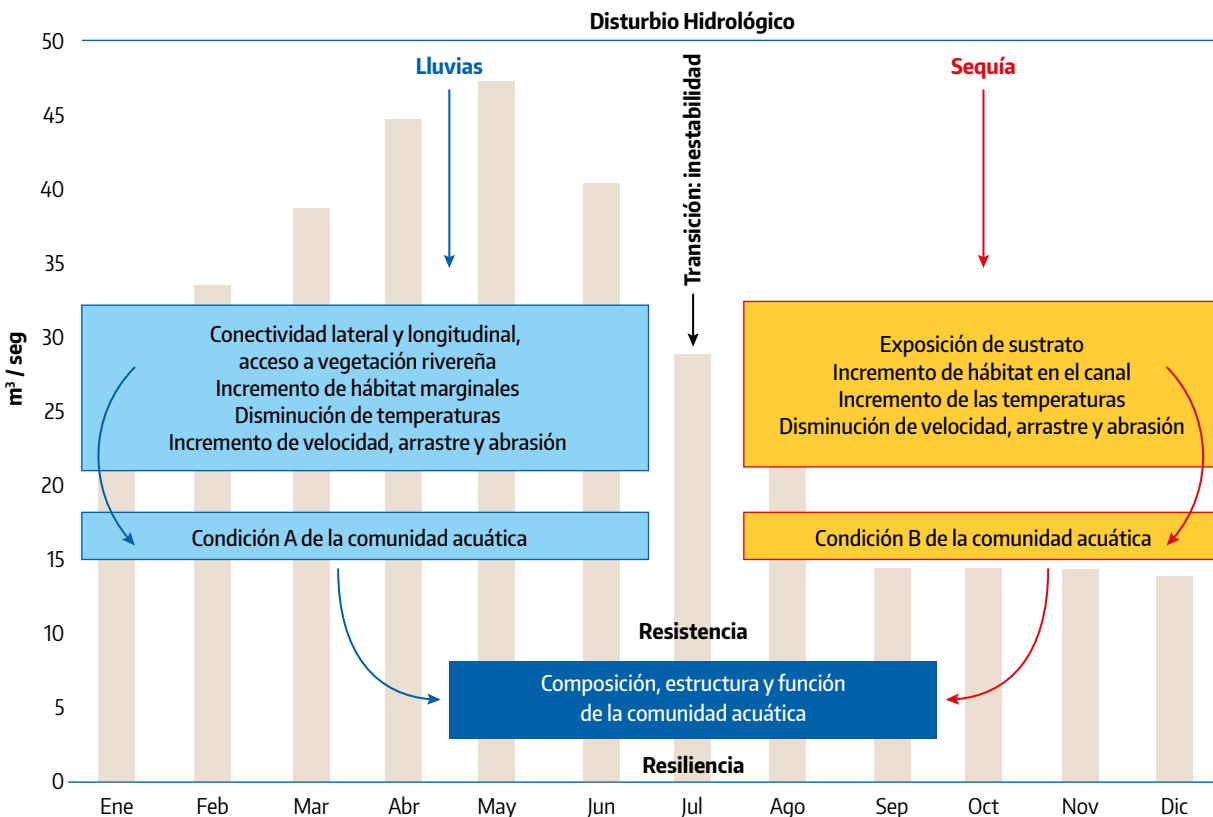 Disturbio Hidrológico
50
45
40
35
30
25
20
15
10
5
0
m³ / seg
Lluvias
Transición: inestabilidad
Sequía
Conectividad lateral y longitudinal,
acceso a vegetación rivereña
Incremento de hábitat marginales
Disminución de temperaturas
Incremento de velocidad, arrastre y abrasión
Exposición de sustrato
Incremento de hábitat en el canal
Incremento de las temperaturas
Disminución de velocidad, arrastre y abrasión
Condición A de la comunidad acuática
Condición B de la comunidad acuática
Resistencia
Composición, estructura y función
de la comunidad acuática
Resiliencia
Ene Feb Mar Abr May Jun Jul Ago Sep Oct Nov Dic